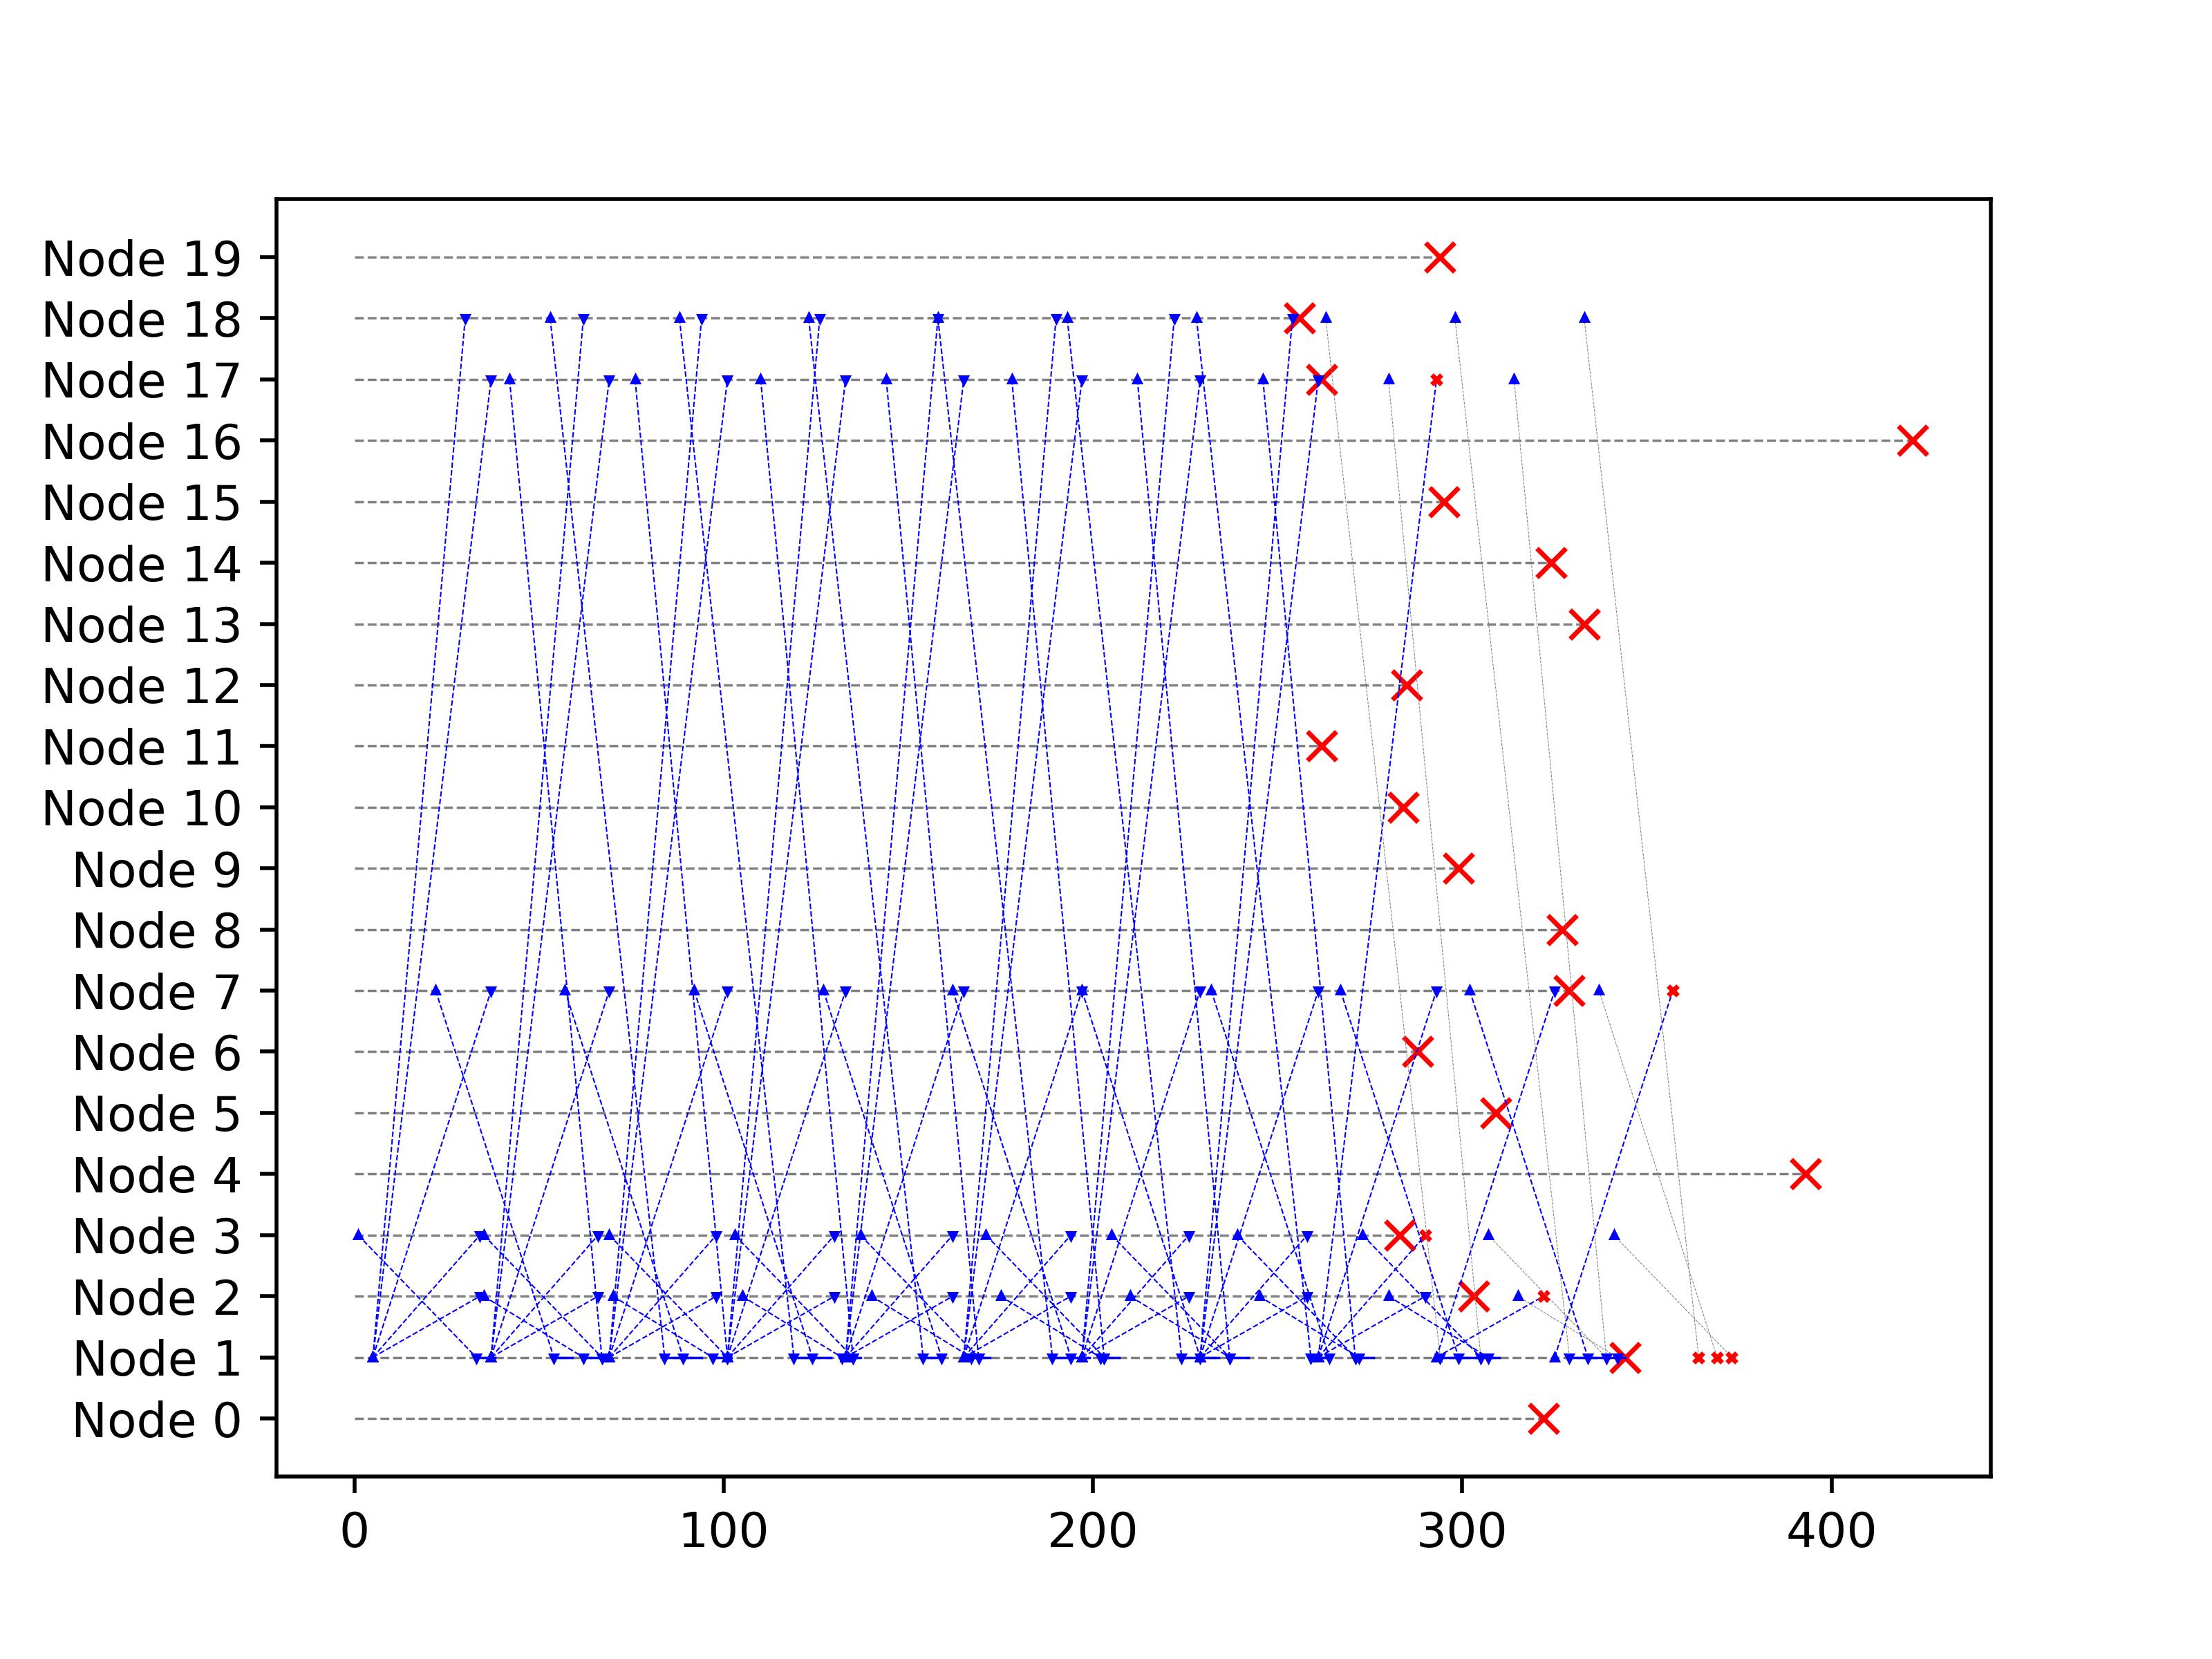 Node 19
Node 18
Node 17
Node 16
Node 15
Node 14
Node 13
Node 12
Node 11
Node 10
Node 9
Node 8
Node 7
Node 6
Node 5
Node 4
Node 3
Node 2
Node 1
Node 0
0 100 200 300 400